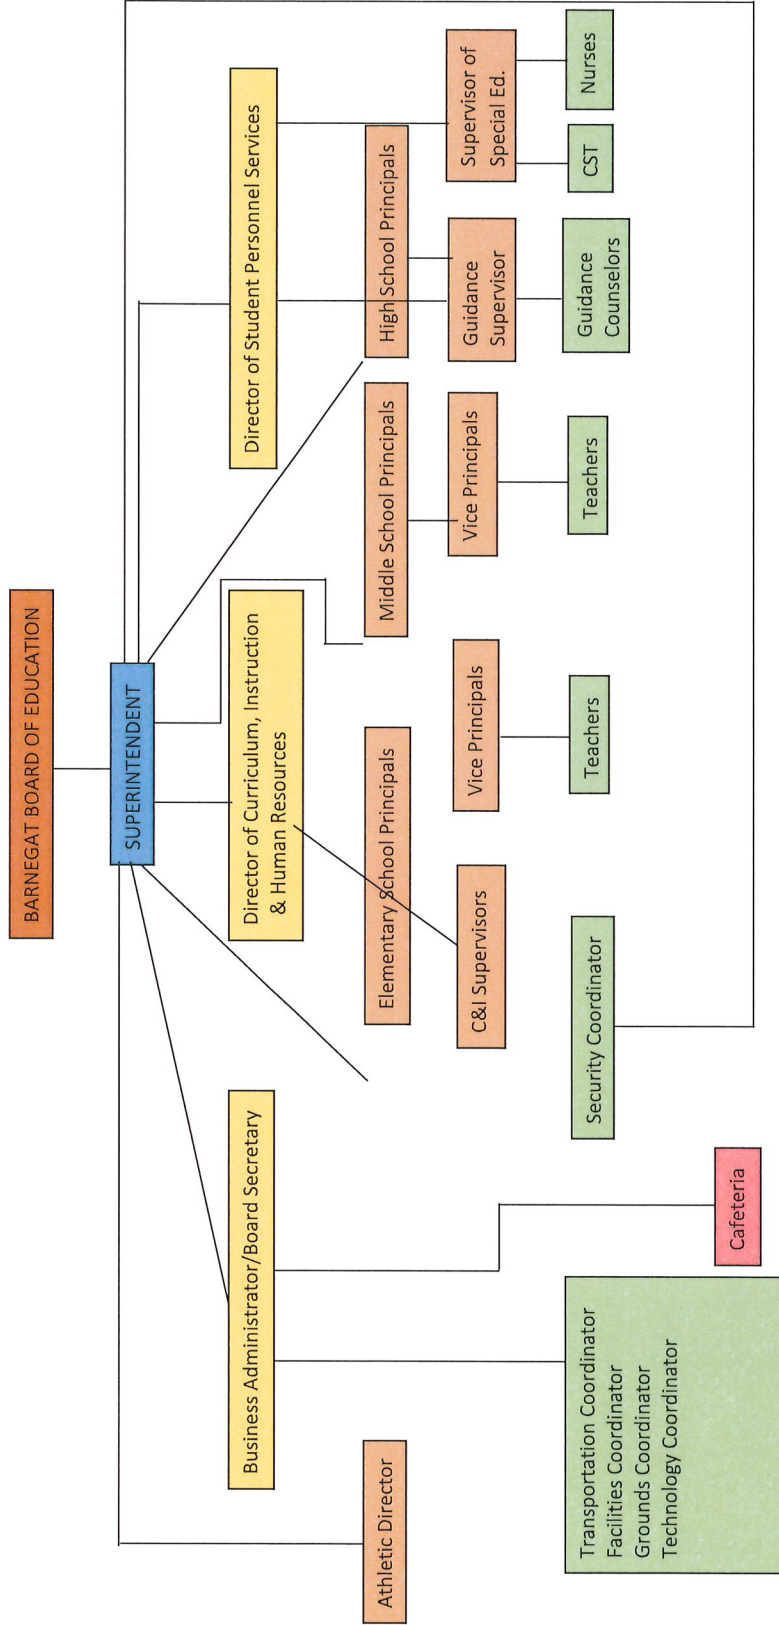 BARNEGAT BOARD OF EDUCATION
SUPERINTENDENT
Business Administrator/Board Secretary
Director of Curriculum, Instruction
& Human Resources
Director of Student Personnel Services
Athletic Director
Elementary School Principals
Middle School Principals
High School Principals
C&I Supervisors
Vice Principals
Vice Principals
Guidance
Supervisor
Supervisor of
Special Ed.
Transportation Coordinator
Facilities Coordinator
Grounds Coordinator
Technology Coordinator
Security Coordinator
Teachers
Teachers
Guidance
Counselors
CST
Nurses
Cafeteria